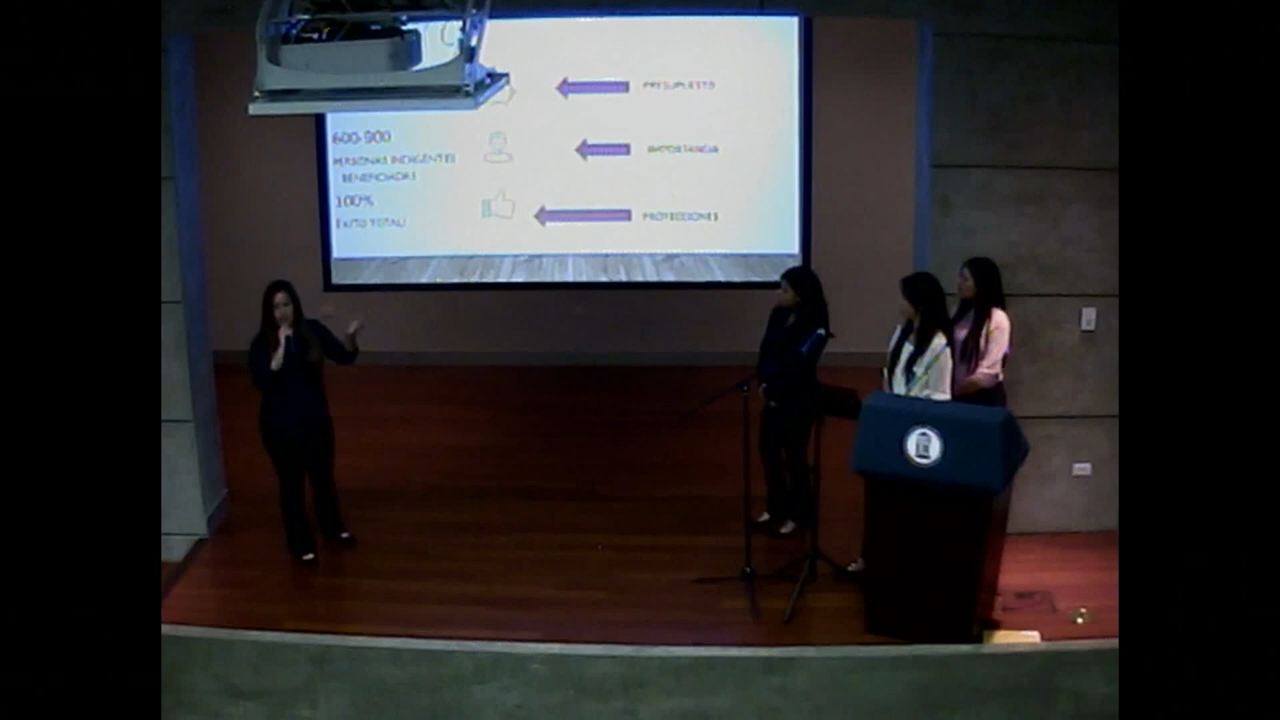 PRESUPUESTO
600-900
PERSONAS INDIGENTES
BENEFICIADAS
IMPORTANCIA
100%
ÉXITO TOTAL!
PROYECCIONES